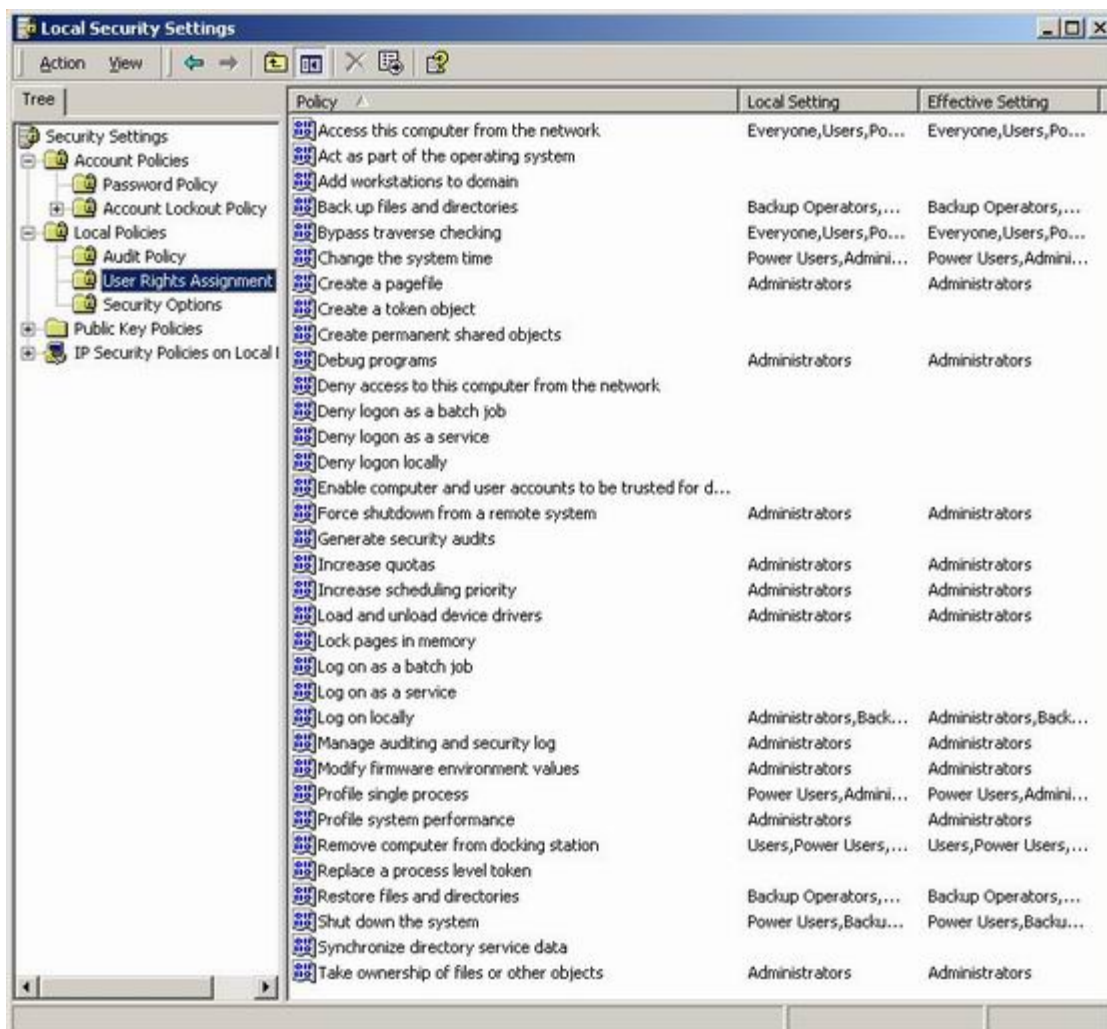 Local Security Settings
Action View
Tree
Policy Local Setting Effective Setting
Security Settings
Account Policies
Password Policy
Account Lockout Policy
Local Policies
Audit Policy
User Rights Assignment
Security Options
Public Key Policies
IP Security Policies on Local
Access this computer from the network Everyone,Users,Po... Everyone,Users,Po...
Act as part of the operating system
Add workstations to domain
Back up files and directories Backup Operators,... Backup Operators,...
Bypass traverse checking Everyone,Users,Po... Everyone,Users,Po...
Change the system time Power Users,Admini... Power Users,Admini...
Create a pagefile Administrators Administrators
Create a token object
Create permanent shared objects
Debug programs Administrators Administrators
Deny access to this computer from the network
Deny logon as a batch job
Deny logon as a service
Deny logon locally
Enable computer and user accounts to be trusted for d...
Force shutdown from a remote system Administrators Administrators
Generate security audits
Increase quotas Administrators Administrators
Increase scheduling priority Administrators Administrators
Load and unload device drivers Administrators Administrators
Lock pages in memory
Log on as a batch job
Log on as a service
Log on locally Administrators,Back... Administrators,Back...
Manage auditing and security log Administrators Administrators
Modify firmware environment values Administrators Administrators
Profile single process Power Users,Admini... Power Users,Admini...
Profile system performance Administrators Administrators
Remove computer from docking station Users,Power Users,... Users,Power Users,...
Replace a process level token
Restore files and directories Backup Operators,... Backup Operators,...
Shut down the system Power Users,Backu... Power Users,Backu...
Synchronize directory service data
Take ownership of files or other objects Administrators Administrators